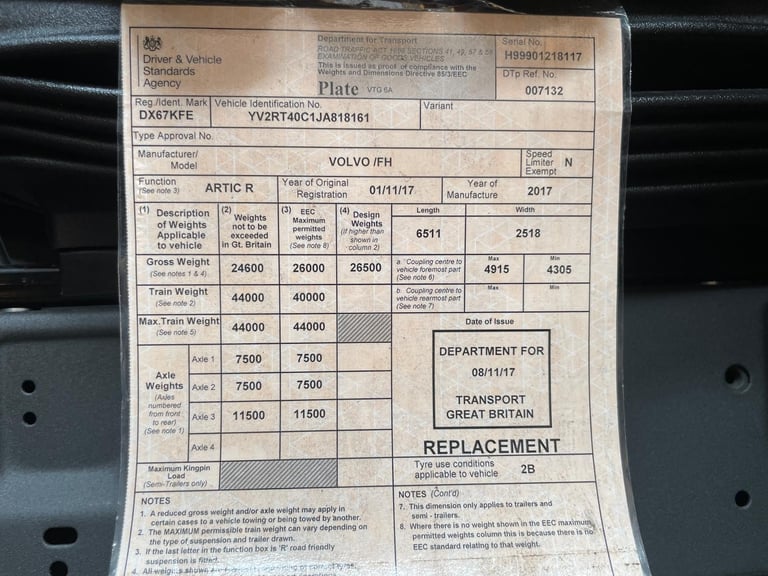 Driver & Vehicle
Standards
Agency
Department for Transport
ROAD TRAFFIC ACT 1988 SECTIONS 41, 49, 57 & 58
EXAMINATION OF GOODS VEHICLES
This is issued as proof of compliance with the
Weights and Dimensions Directive 85/3/EEC
Plate VTG 6A
Serial No.
H99901218117
DTp Ref. No.
007132
Reg./Ident. Mark
DX67KFE
Vehicle Identification No.
YV2RT40C1JA818161
Variant
Type Approval No.
Manufacturer/
Model
VOLVO /FH
Speed
Limiter
Exempt
N
Function
(See note 3)
ARTIC R
Year of Original
Registration
01/11/17
Year of
Manufacture
2017
(1) Description
of Weights
Applicable
to vehicle
(2) Weights
not to be
exceeded
in Gt. Britain
(3) EEC
Maximum
permitted
weights
(See note 8)
(4) Design
Weights
(If higher than
shown in
column 2)
Length
6511
Width
2518
Gross Weight
(See notes 1 & 4)
24600
26000
26500
a. Coupling centre to
vehicle foremost part
(See note 6)
Max
4915
Min
4305
Train Weight
(See note 2)
44000
40000
b. Coupling centre to
vehicle rearmost part
(See note 7)
Max
Min
Max.Train Weight
(See note 5)
44000
44000
Axle
Weights
(Axles
numbered
from front
to rear)
(See note 1)
Axle 1
7500
7500
Axle 2
7500
7500
Axle 3
11500
11500
Axle 4
Date of Issue
DEPARTMENT FOR
08/11/17
TRANSPORT
GREAT BRITAIN
REPLACEMENT
Maximum Kingpin
Load
(Semi-Trailers only)
Tyre use conditions
applicable to vehicle
2B
NOTES
1. A reduced gross weight and/or axle weight may apply in
certain cases to a vehicle towing or being towed by another.
2. The MAXIMUM permissible train weight can vary depending on
the type of suspension and trailer drawn.
3. If the last letter in the function box is 'R' road friendly
suspension is fitted.
4. All weights shown
NOTES (Cont'd)
7. This dimension only applies to trailers and
semi - trailers.
8. Where there is no weight shown in the EEC maximum
permitted weights column this is because there is no
EEC standard relating to that weight.